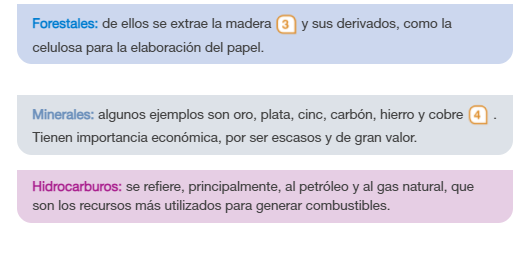 Forestales: de ellos se extrae la madera 3 y sus derivados, como la
celulosa para la elaboración del papel.
Minerales: algunos ejemplos son oro, plata, cinc, carbón, hierro y cobre 4 .
Tienen importancia económica, por ser escasos y de gran valor.
Hidrocarburos: se refiere, principalmente, al petróleo y al gas natural, que
son los recursos más utilizados para generar combustibles.